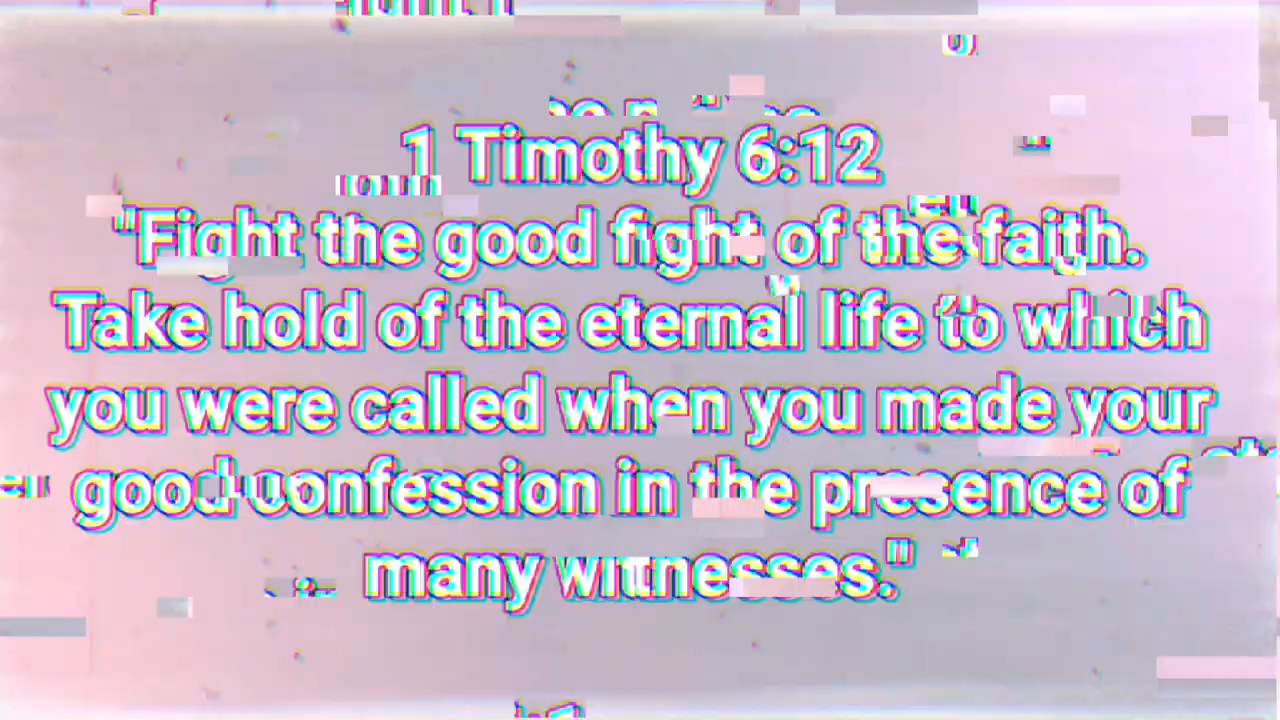 1 Timothy 6:12
"Fight the good fight of the faith.
Take hold of the eternal life to which
you were called when you made your
good confession in the presence of
many witnesses."